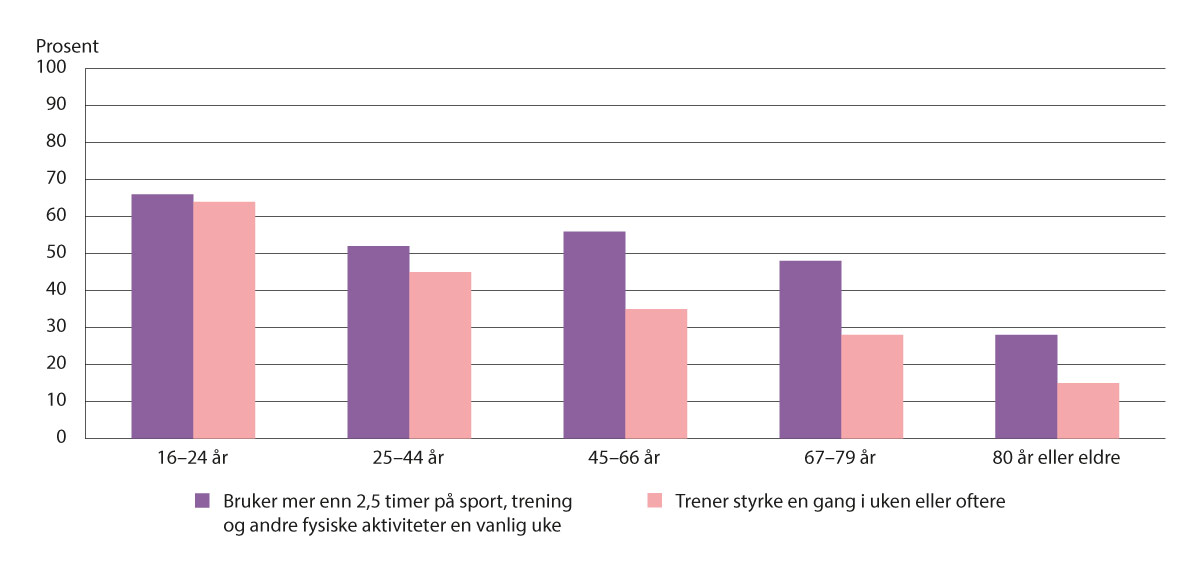 Prosent
100
90
80
70
60
50
40
30
20
10
0
16–24 år
25–44 år
45–66 år
67–79 år
80 år eller eldre
Bruker mer enn 2,5 timer på sport, trening
og andre fysiske aktiviteter en vanlig uke
Trener styrke en gang i uken eller oftere